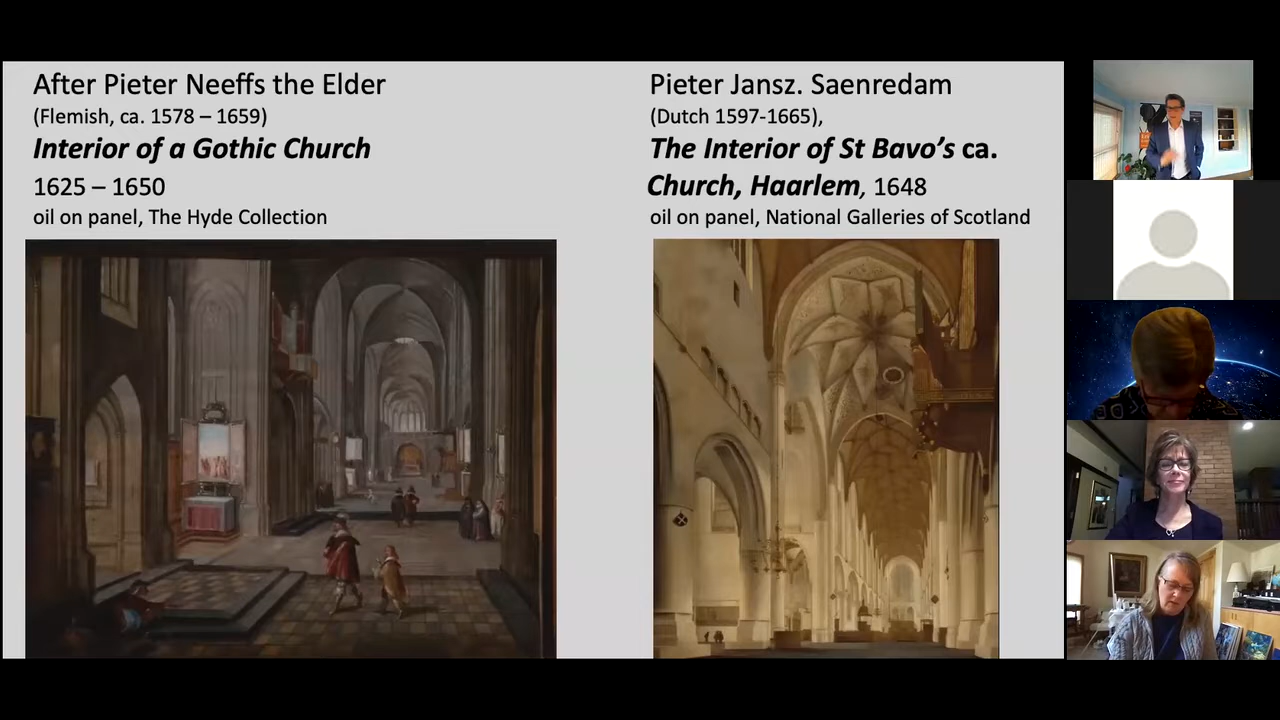 After Pieter Neeffs the Elder
(Flemish, ca. 1578 – 1659)
Interior of a Gothic Church
1625 – 1650
oil on panel, The Hyde Collection
Pieter Jansz. Saenredam
(Dutch 1597-1665),
The Interior of St Bavo’s ca.
Church, Haarlem, 1648
oil on panel, National Galleries of Scotland